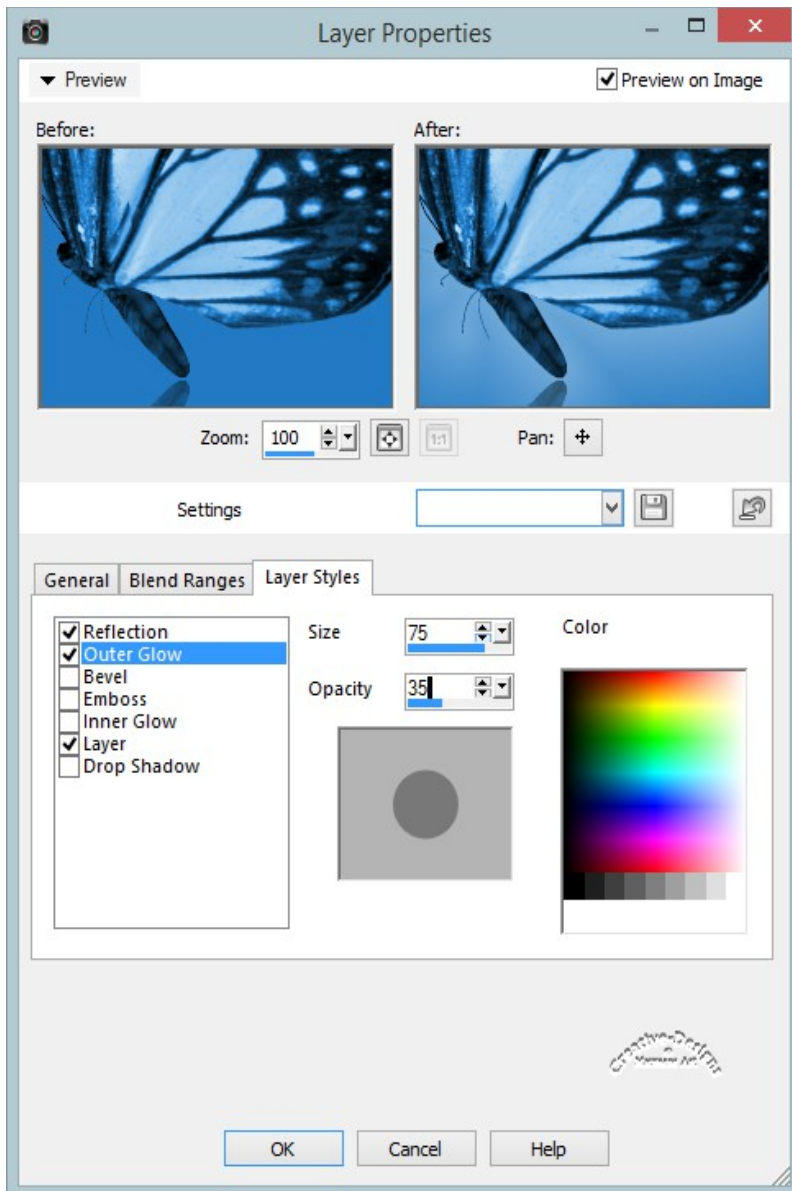 Layer Properties
Preview
Preview on Image
Before:
After:
Zoom: 100
1:1
Pan:
Settings
General
Blend Ranges
Layer Styles
Reflection
Outer Glow
Bevel
Emboss
Inner Glow
Layer
Drop Shadow
Size 75
Opacity 35
Color
OK
Cancel
Help